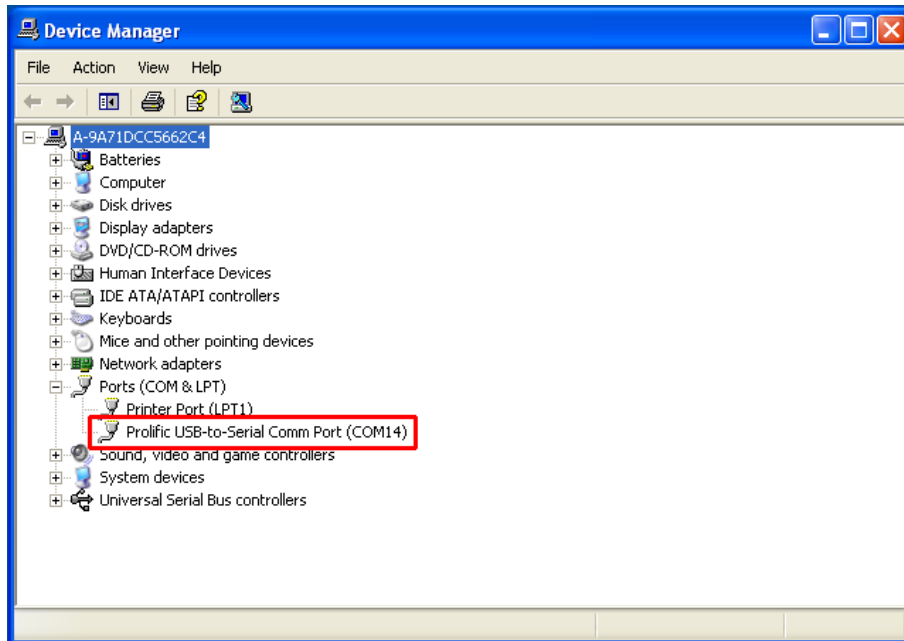 Device Manager
File Action View Help
A-9A71DCC5662C4
Batteries
Computer
Disk drives
Display adapters
DVD/CD-ROM drives
Human Interface Devices
IDE ATA/ATAPI controllers
Keyboards
Mice and other pointing devices
Network adapters
Ports (COM & LPT)
Printer Port (LPT1)
Prolific USB-to-Serial Comm Port (COM14)
Sound, video and game controllers
System devices
Universal Serial Bus controllers